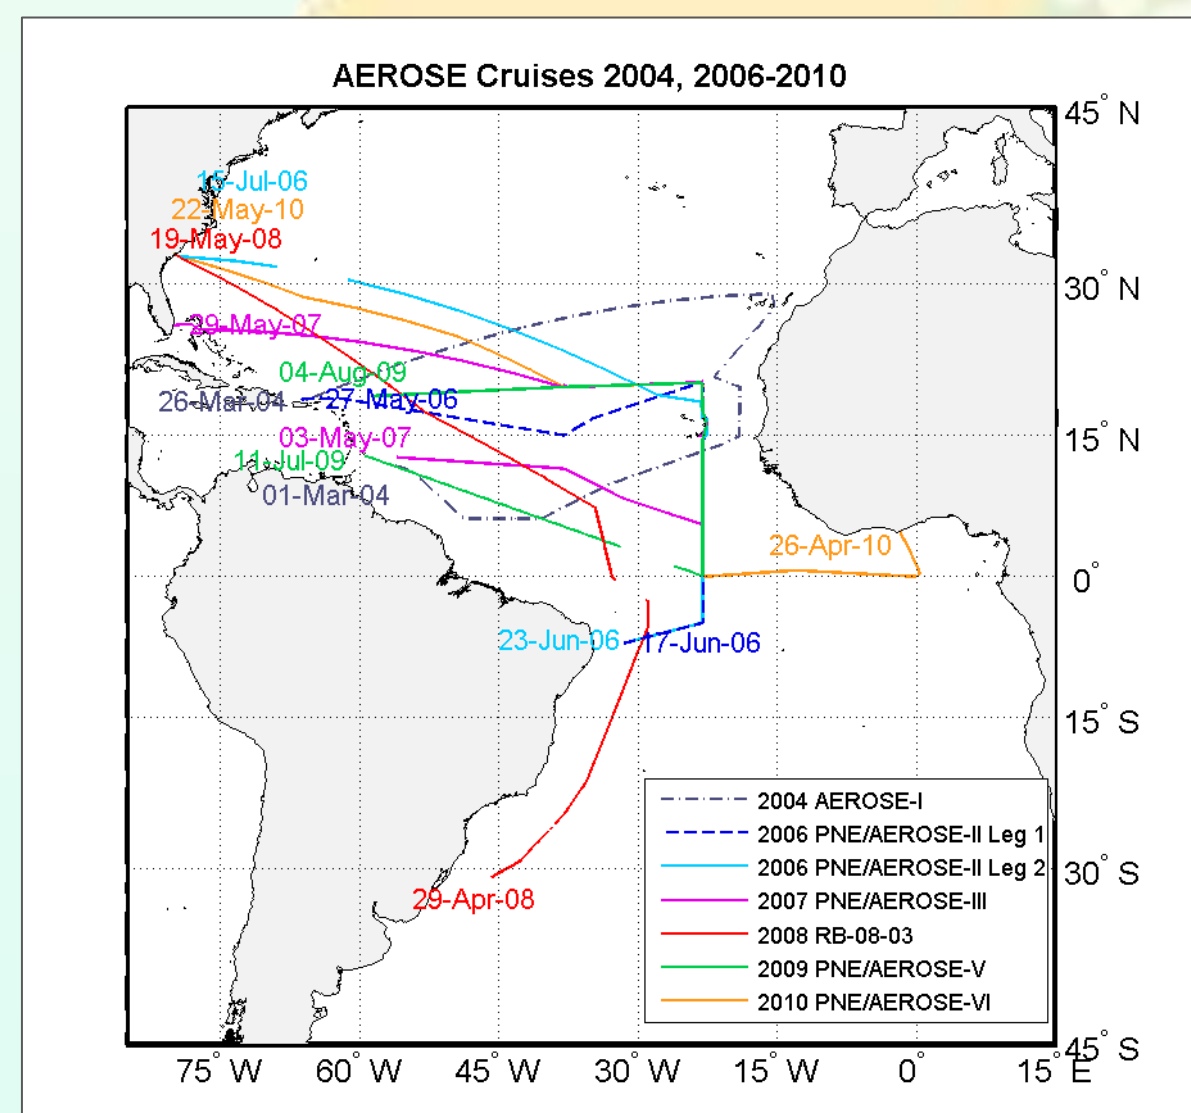 AEROSE Cruises 2004, 2006-2010
45° N
15-Jul-06
22-May-10
19-May-08
30° N
29-May-07
04-Aug-09
26-Mar-04
27-May-06
15° N
03-May-07
11-Jul-09
01-Mar-04
26-Apr-10
0°
23-Jun-06
17-Jun-06
15° S
2004 AEROSE-I
2006 PNE/AEROSE-II Leg 1
2006 PNE/AEROSE-II Leg 2
30° S
29-Apr-08
2007 PNE/AEROSE-III
2008 RB-08-03
2009 PNE/AEROSE-V
2010 PNE/AEROSE-VI
45° S
75° W 60° W 45° W 30° W 15° W 0° 15° E